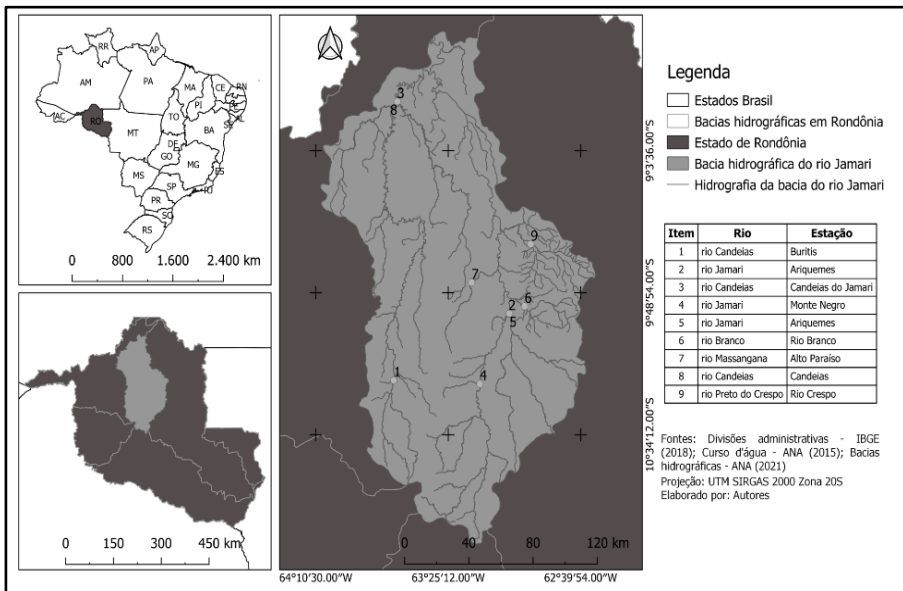 RR
AP
AM
PA
MA
CE
RN
PI
AC
RO
TO
MT
BA
DF
GO
MG
MS
ES
SP
PR
RS
0 800 1.600 2.400 km
0 150 300 450 km
3
8
9
7
2
6
5
1
4
0 40 80 120 km
64°10'30.00"W 63°25'12.00"W 62°39'54.00"W
9°3'36.00"S
9°48'54.00"S
10°34'12.00"S
Legenda
Estados Brasil
Bacias hidrográficas em Rondônia
Estado de Rondônia
Bacia hidrográfica do rio Jamari
Hidrografia da bacia do rio Jamari
Item Rio Estação
1 rio Candeias Buritis
2 rio Jamari Ariquemes
3 rio Candeias Candeias do Jamari
4 rio Jamari Monte Negro
5 rio Jamari Ariquemes
6 rio Branco Rio Branco
7 rio Massangana Alto Paraíso
8 rio Candeias Candeias
9 rio Preto do Crespo Rio Crespo
Fontes: Divisões administrativas - IBGE
(2018); Curso d'água - ANA (2015); Bacias
hidrográficas - ANA (2021)
Projeção: UTM SIRGAS 2000 Zona 20S
Elaborado por: Autores